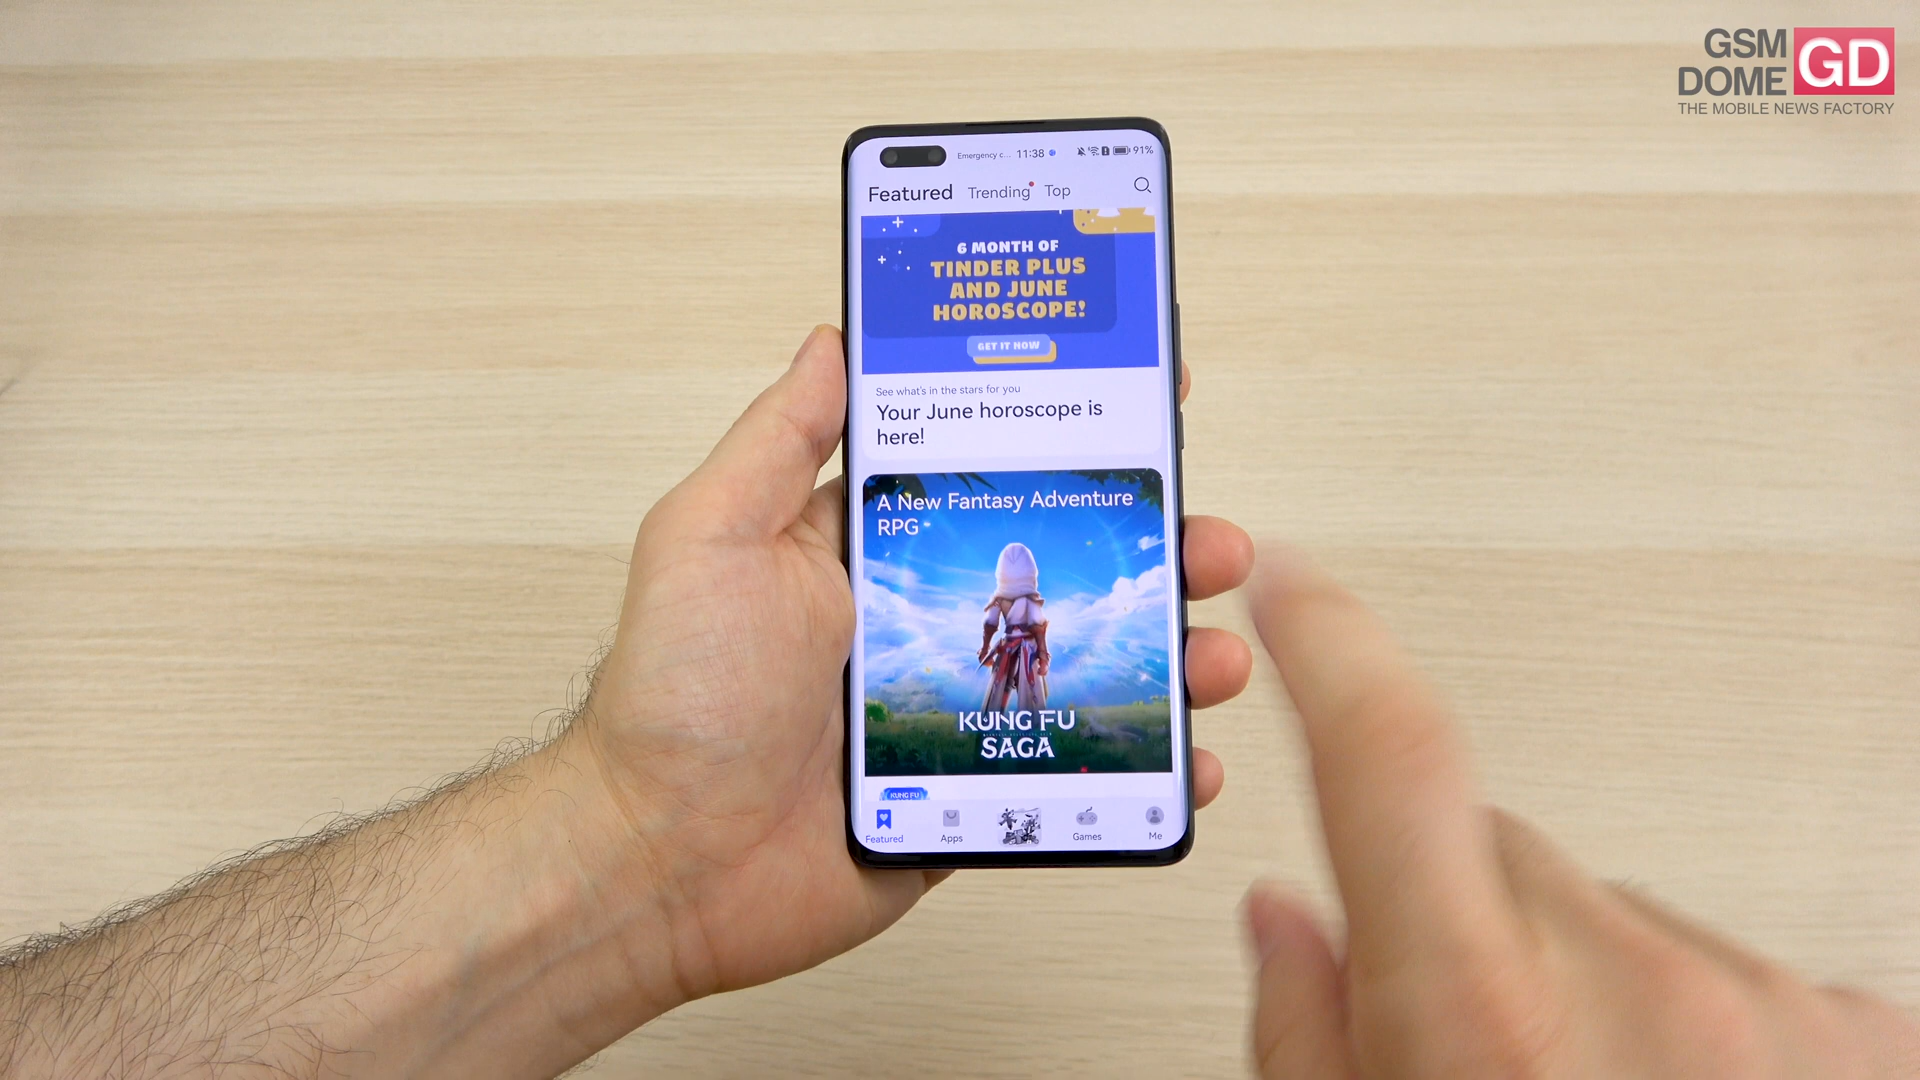 GSM
DOME
GD
THE MOBILE NEWS FACTORY
Emergency c... 11:38 91%
Featured Trending Top
6 MONTH OF
TINDER PLUS
AND JUNE
HOROSCOPE!
GET IT NOW
See what's in the stars for you
Your June horoscope is
here!
A New Fantasy Adventure
RPG
KUNG FU
SAGA
KUNG FU
Featured Apps Games Me